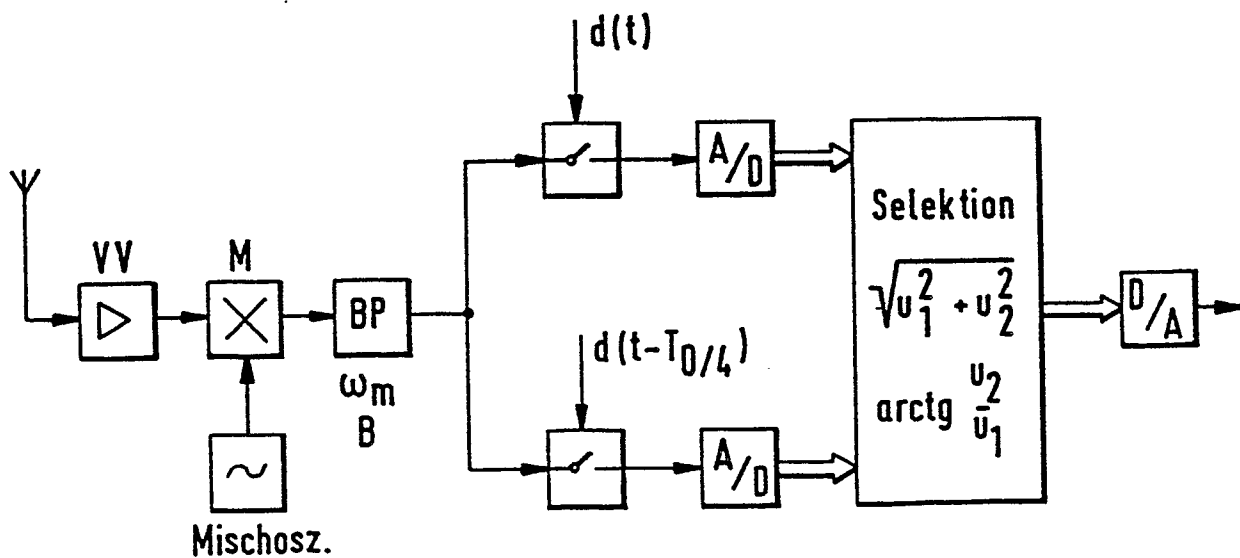 d(t)
A/D
VV
M
BP
ωm
B
Mischosz.
d(t-T0/4)
A/D
Selektion
√u₁² + u₂²
arctg u₂/u₁
D/A